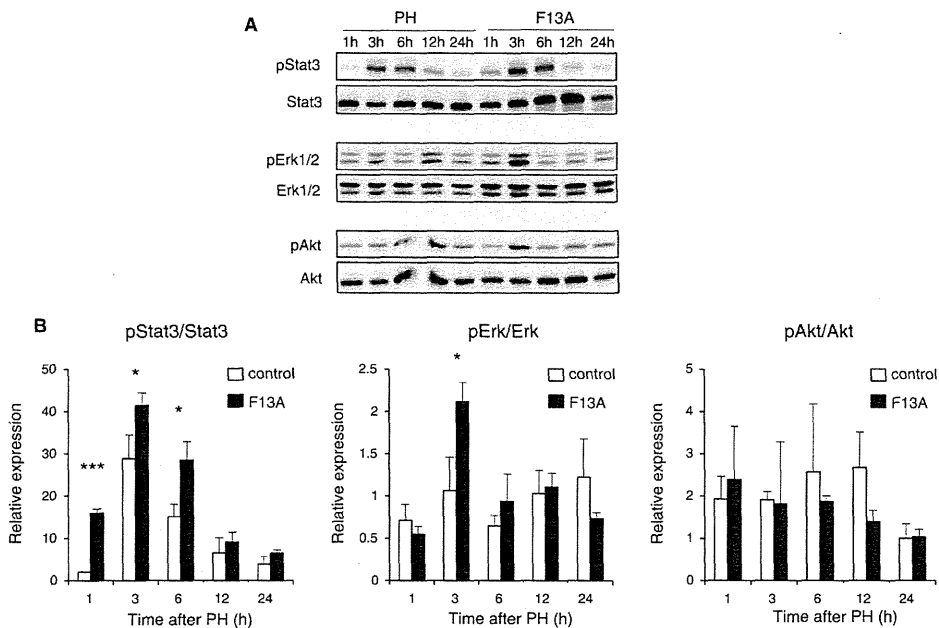 A
PH F13A
1h 3h 6h 12h 24h 1h 3h 6h 12h 24h
pStat3
Stat3
pErk1/2
Erk1/2
pAkt
Akt
B
pStat3/Stat3
Relative expression
50
40
30
20
10
0
***
*
*
control
F13A
1 3 6 12 24
Time after PH (h)
pErk/Erk
Relative expression
2.5
2
1.5
1
0.5
0
*
control
F13A
1 3 6 12 24
Time after PH (h)
pAkt/Akt
Relative expression
5
4
3
2
1
0
control
F13A
1 3 6 12 24
Time after PH (h)